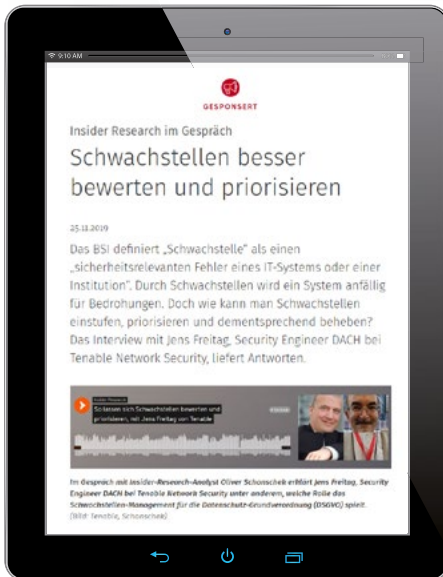 9:10 AM
GESPONSERT
Insider Research im Gespräch
Schwachstellen besser
bewerten und priorisieren
25.11.2019
Das BSI definiert „Schwachstelle“ als einen
„sicherheitsrelevanten Fehler eines IT-Systems oder einer
Institution“. Durch Schwachstellen wird ein System anfällig
für Bedrohungen. Doch wie kann man Schwachstellen
einstufen, priorisieren und dementsprechend beheben?
Das Interview mit Jens Freitag, Security Engineer DACH bei
Tenable Network Security, liefert Antworten.
Insider Research
So lassen sich Schwachstellen bewerten und
priorisieren, mit Jens Freitag von Tenable
Im Gespräch mit Insider-Research-Analyst Oliver Schonschek erklärt Jens Freitag, Security
Engineer DACH bei Tenable Network Security unter anderem, welche Rolle das
Schwachstellen-Management für die Datenschutz-Grundverordnung (DSGVO) spielt.
(Bild: Tenable, Schonschek)